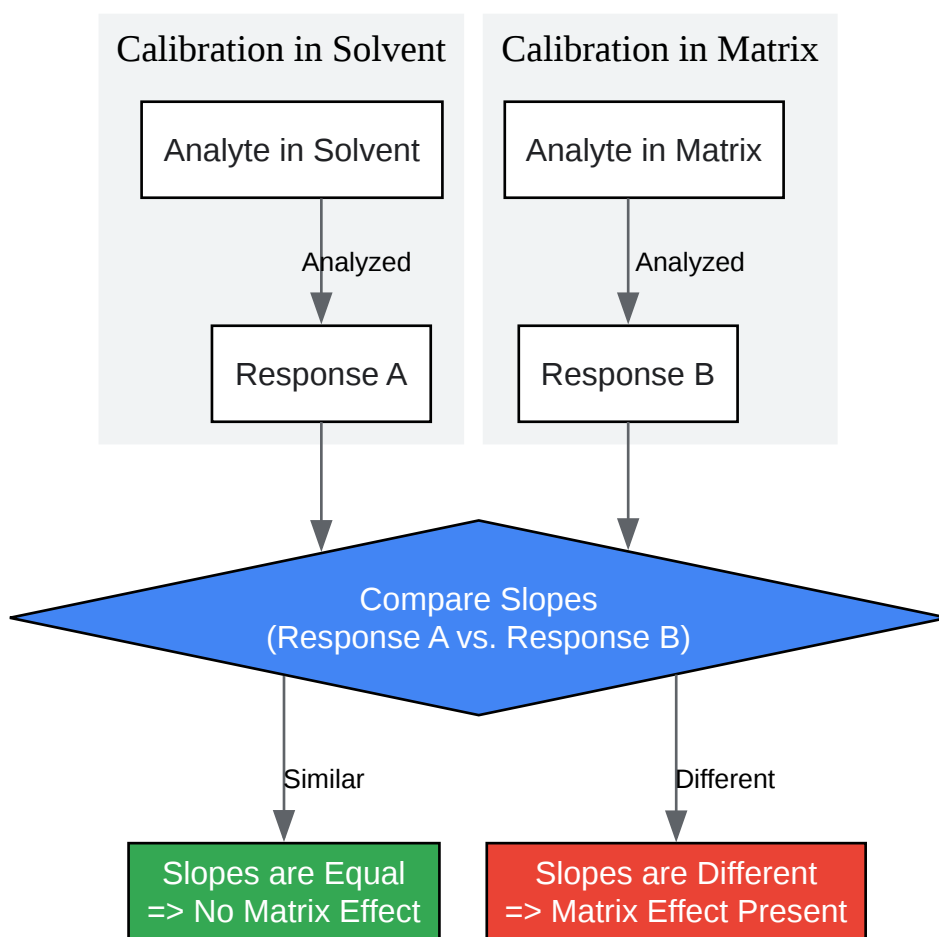 Calibration in Solvent
Calibration in Matrix
Analyte in Solvent
Analyte in Matrix
Analyzed
Analyzed
Response A
Response B
Compare Slopes
(Response A vs. Response B)
Similar
Different
Slopes are Equal
=> No Matrix Effect
Slopes are Different
=> Matrix Effect Present